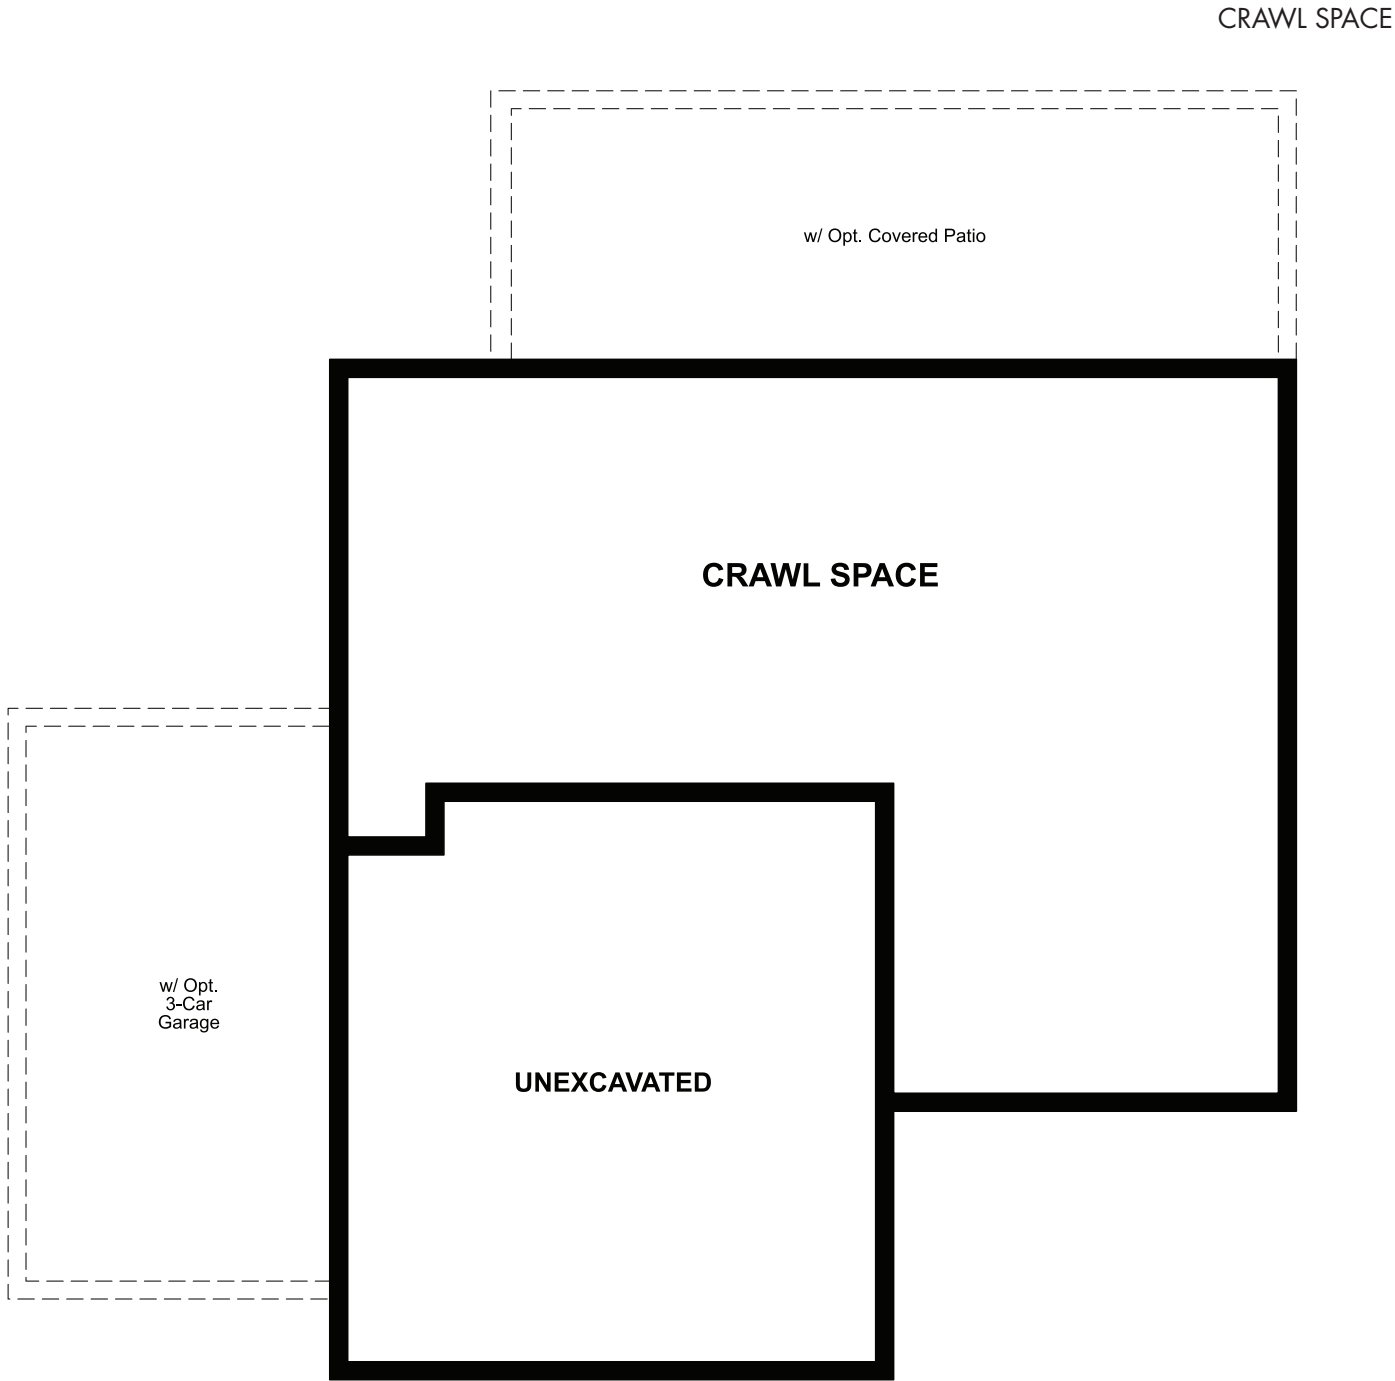 CRAWL SPACE
w/ Opt. Covered Patio
CRAWL SPACE
w/ Opt.
3-Car
Garage
UNEXCAVATED